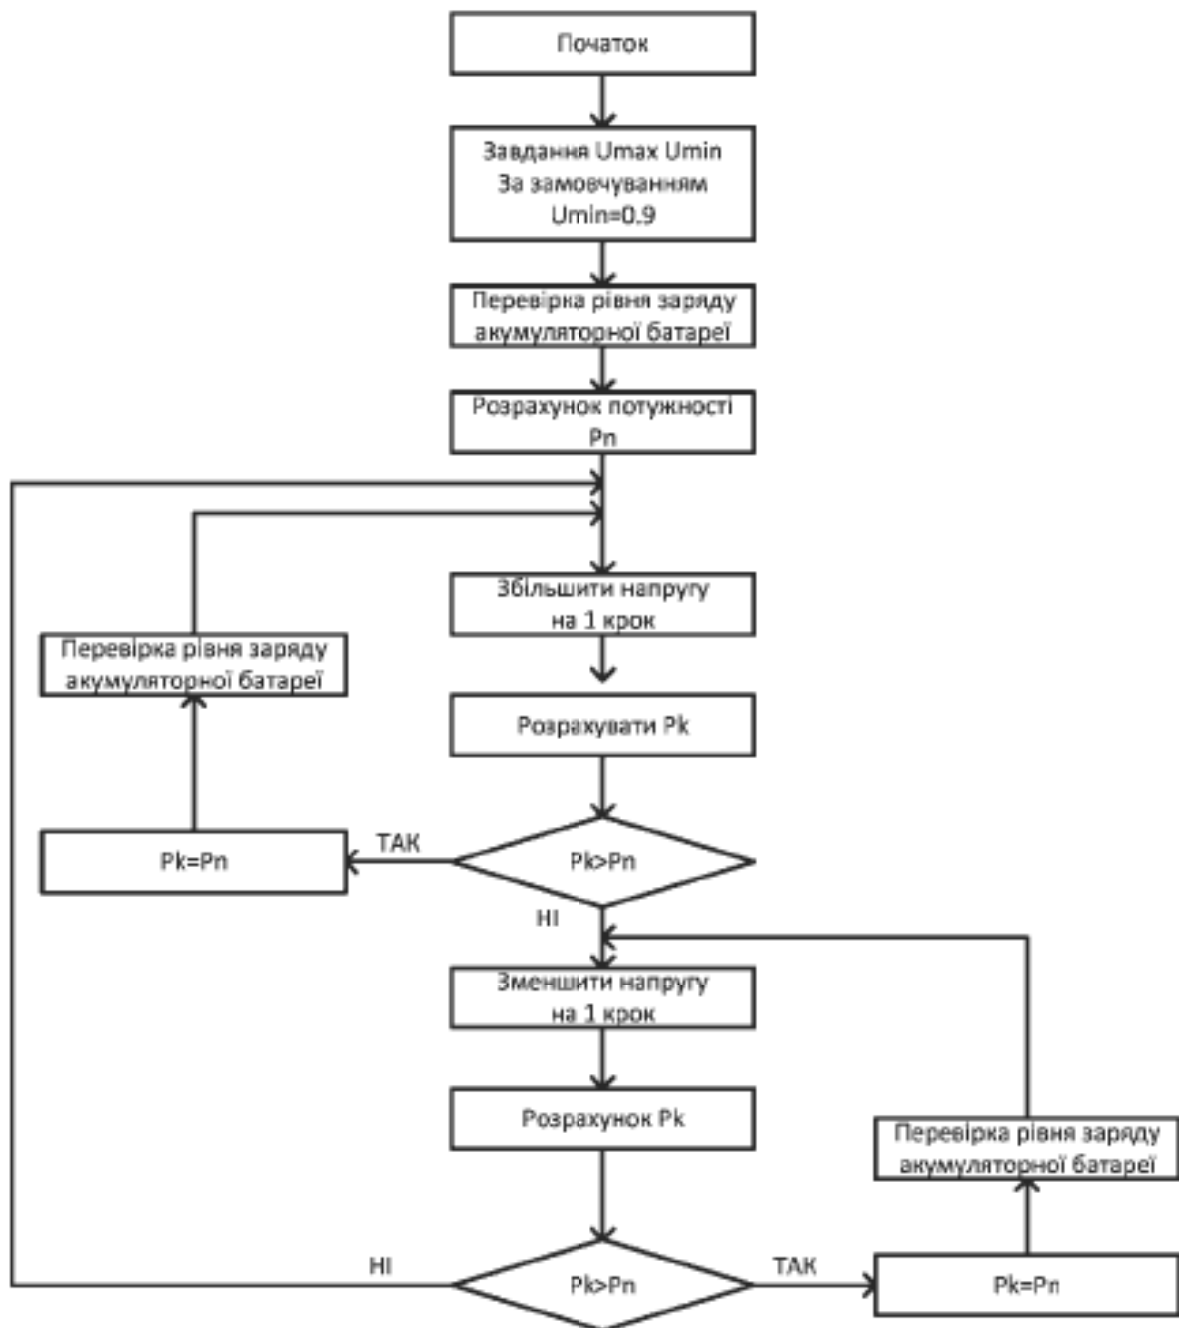 Початок
Завдання Umax Umin
За замовчуванням
Umin=0.9
Перевірка рівня заряду
акумуляторної батареї
Розрахунок потужності
Pn
Збільшити напругу
на 1 крок
Перевірка рівня заряду
акумуляторної батареї
Розрахувати Pk
Pk=Pn
ТАК
Pk>Pn
НІ
Зменшити напругу
на 1 крок
Розрахунок Pk
Перевірка рівня заряду
акумуляторної батареї
НІ
Pk>Pn
ТАК
Pk=Pn